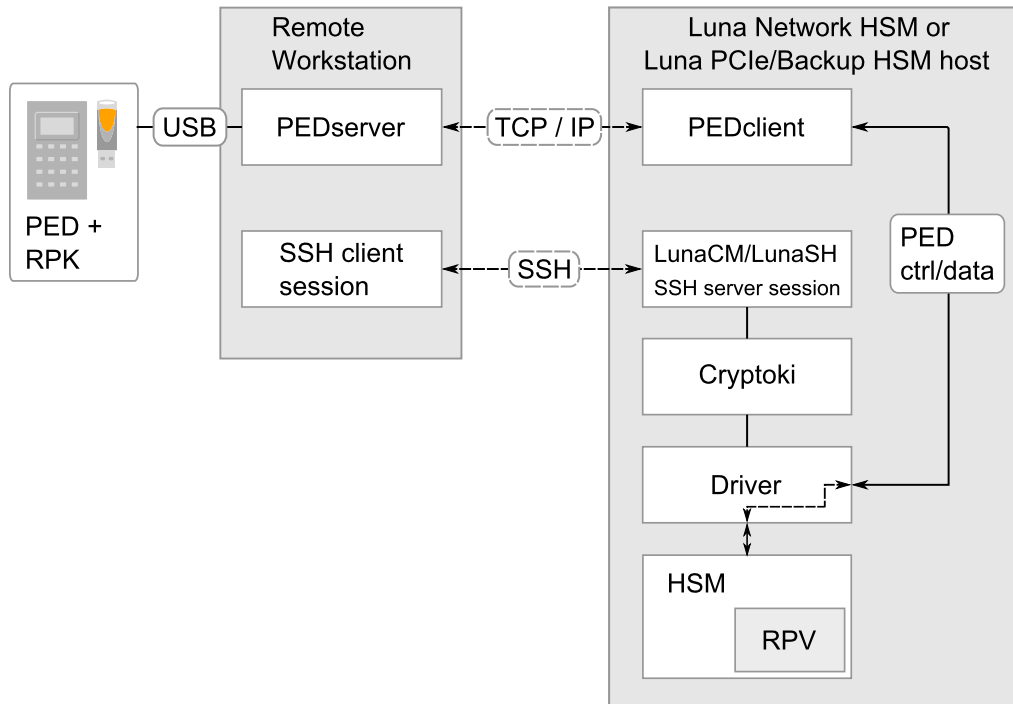 Remote
Workstation
Luna Network HSM or
Luna PCIe/Backup HSM host
USB
PEDserver
TCP / IP
PEDclient
PED +
RPK
SSH client
session
SSH
LunaCM/LunaSH
SSH server session
PED
ctrl/data
Cryptoki
Driver
HSM
RPV